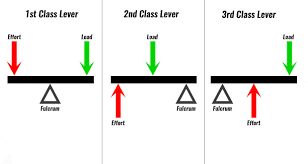 1st Class Lever
Effort
Load
Fulcrum
2nd Class Lever
Load
Fulcrum
Effort
3rd Class Lever
Load
Fulcrum
Effort